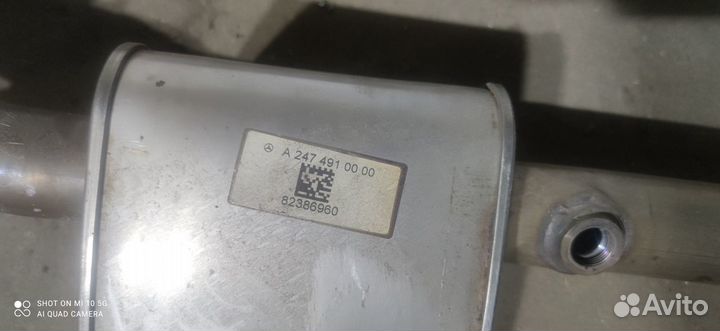 A 247 491 00 00
82386960
SHOT ON MI 10 5G
AI QUAD CAMERA
Avito